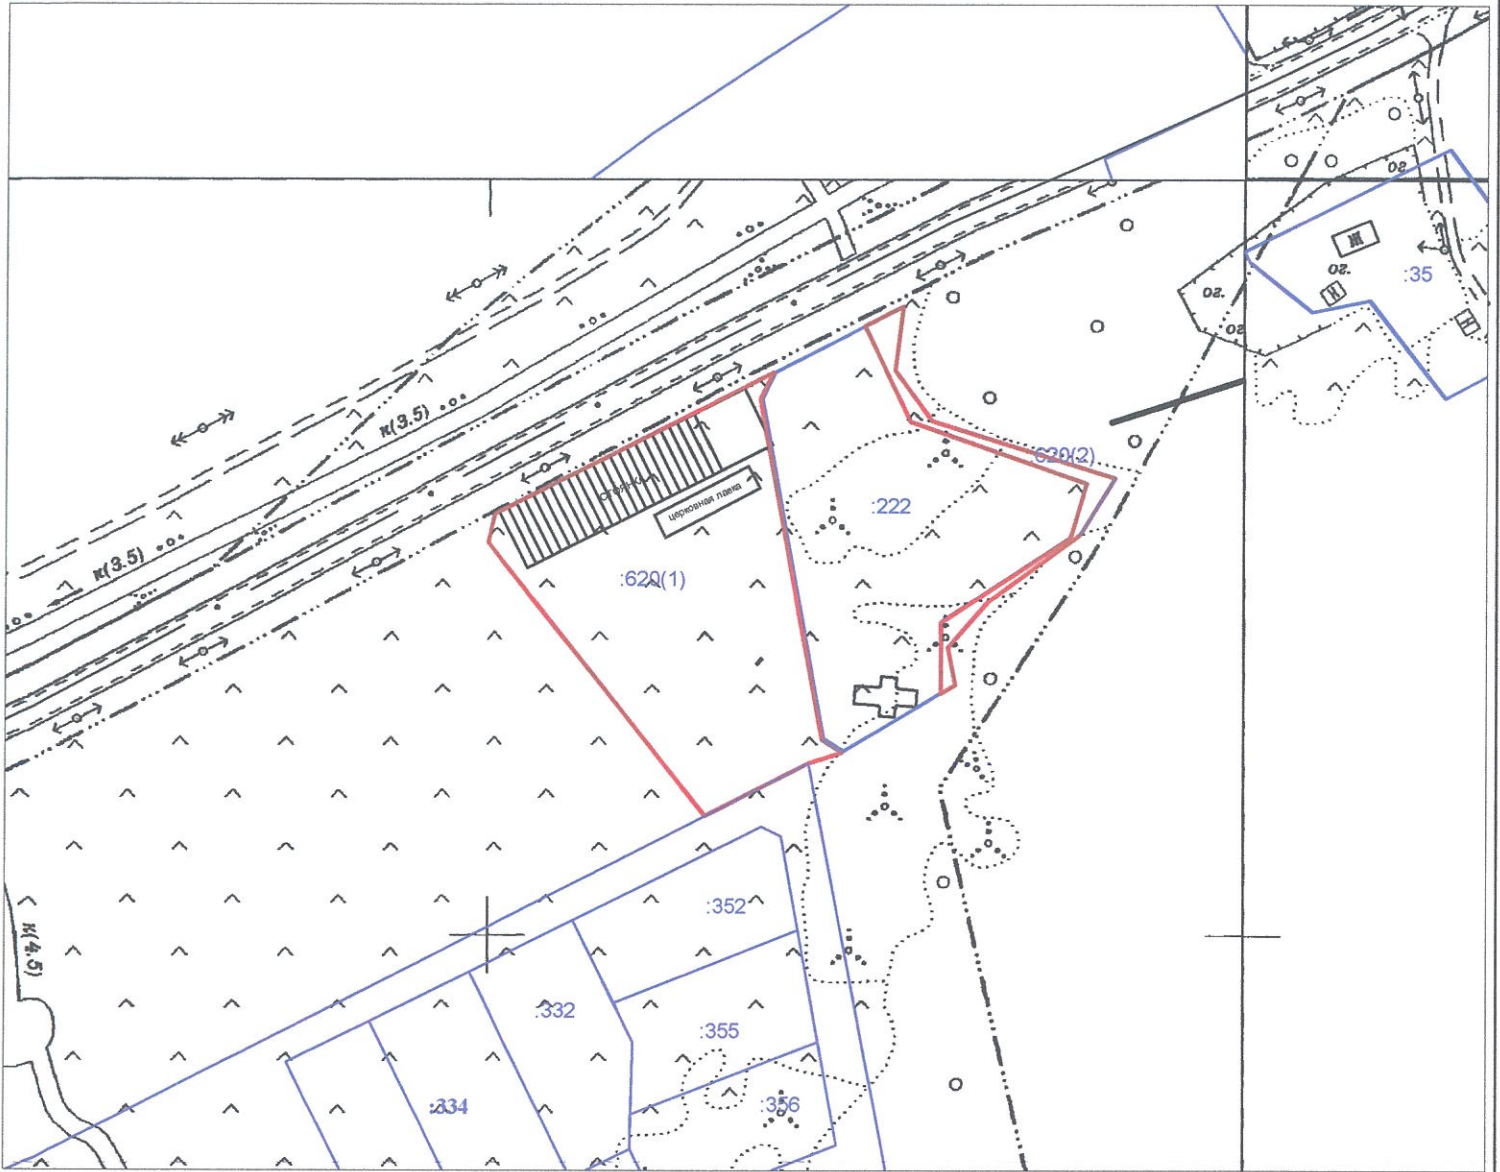 ог.
:35
ог.
ог.
ог
Ж
Н
Н
к(3.5)
:620(2)
стоянка
церковная лавка
:222
к(3.5)
:620(1)
:352
к(4.5)
:332
:355
:334
:356